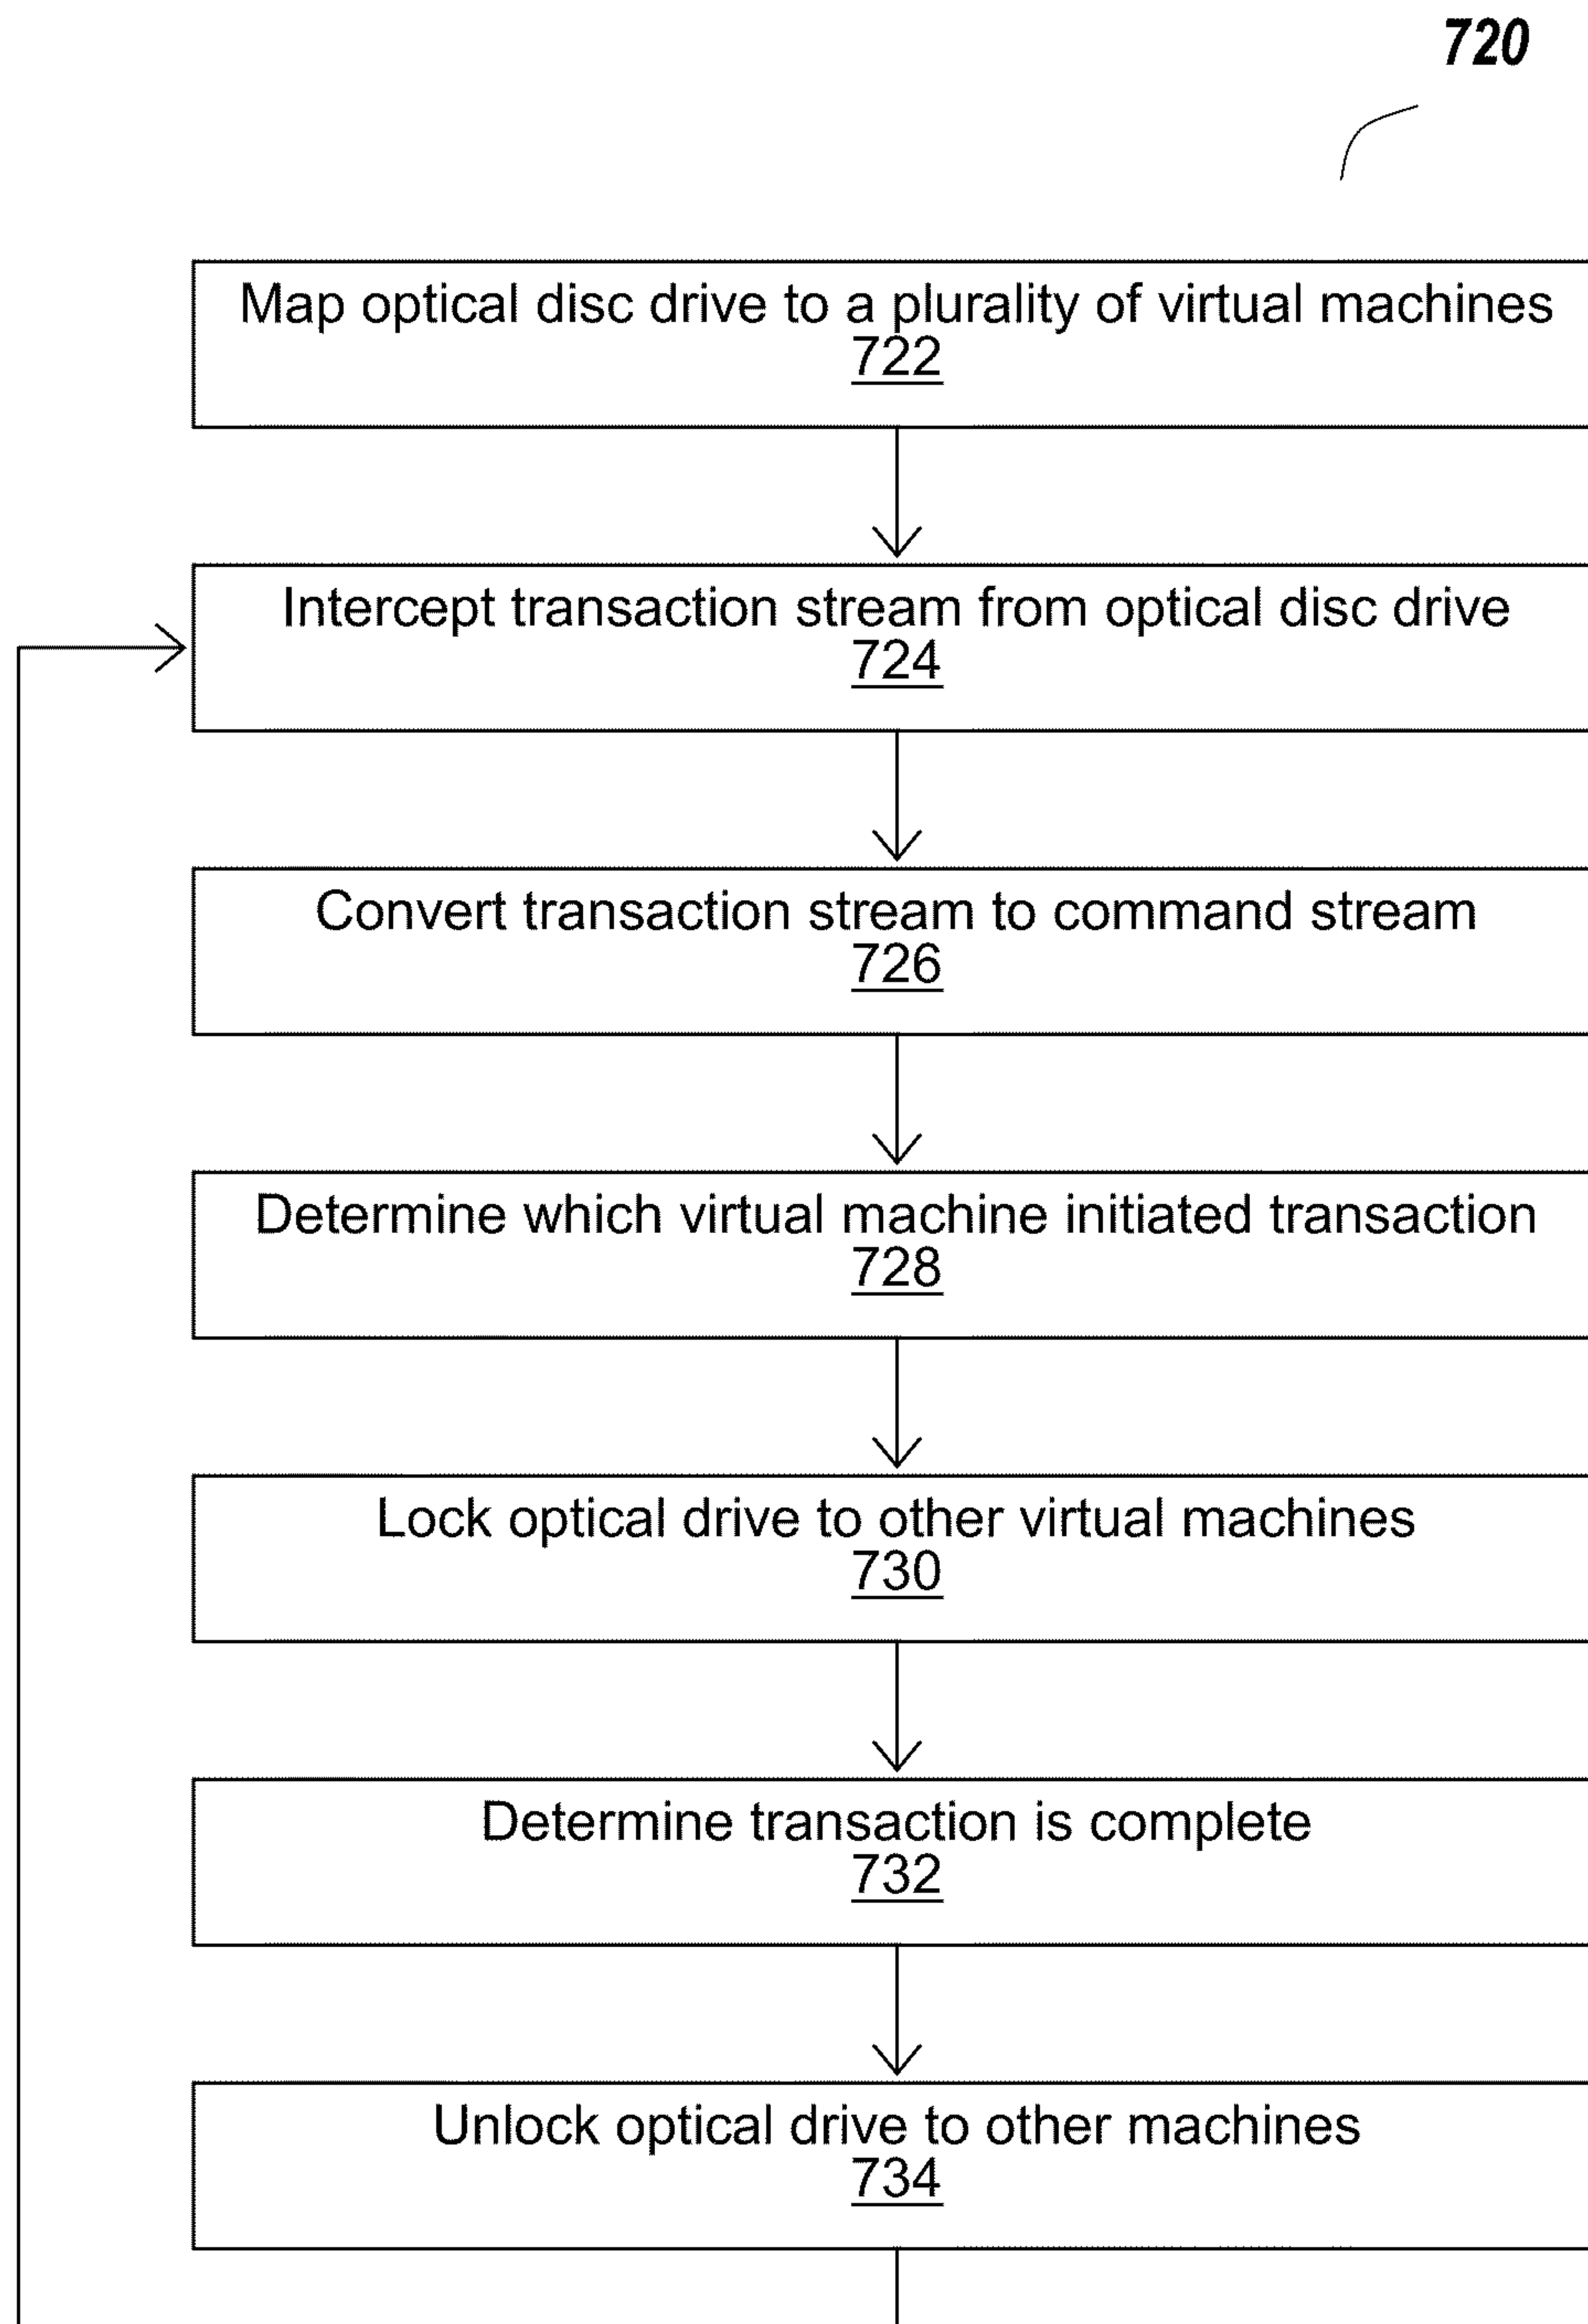 720
Map optical disc drive to a plurality of virtual machines
722
Intercept transaction stream from optical disc drive
724
Convert transaction stream to command stream
726
Determine which virtual machine initiated transaction
728
Lock optical drive to other virtual machines
730
Determine transaction is complete
732
Unlock optical drive to other machines
734